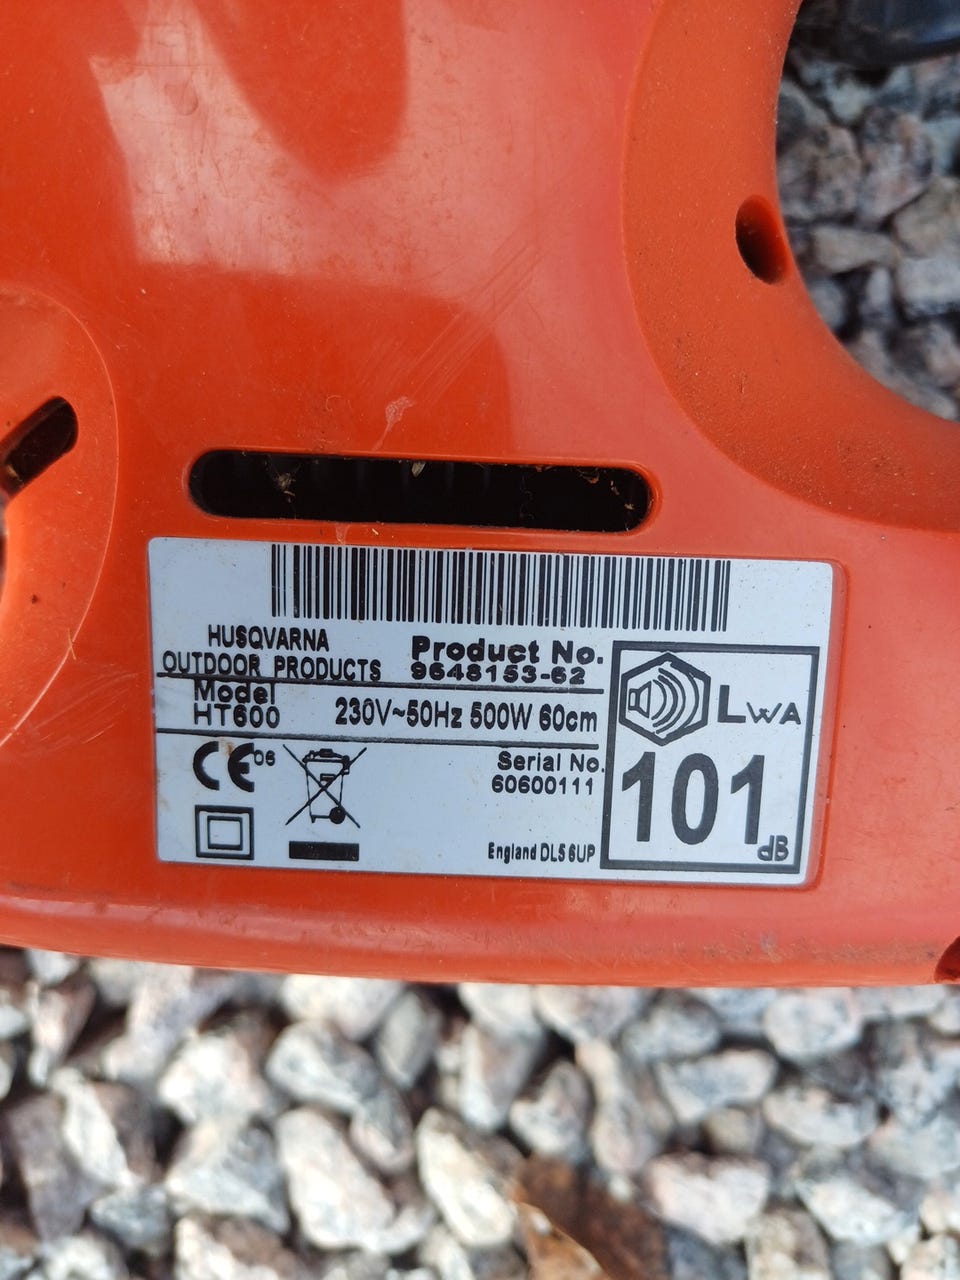 HUSQVARNA
OUTDOOR PRODUCTS
Product No.
9648153-62
Model
HT600
230V~50Hz 500W 60cm
CE 06
Serial No.
60600111
England DL5 6UP
LWA
101
dB